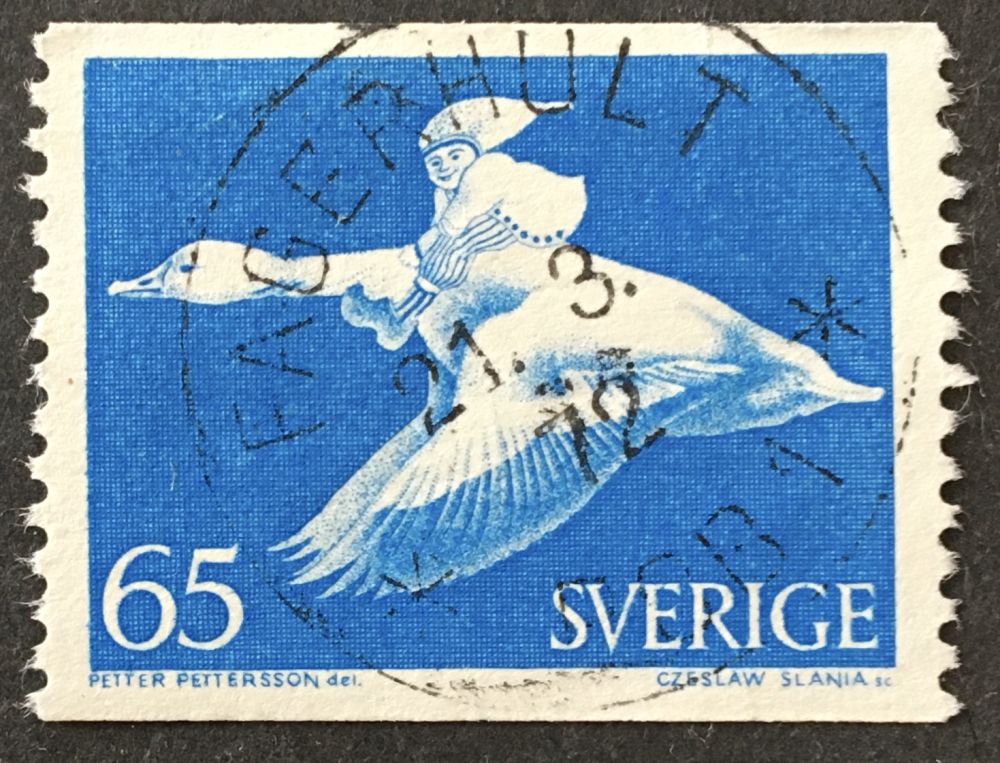 FAGERHULT
21. 3.
72
65
SVERIGE
PETTER PETTERSSON del.
CZESLAW SLANIA sc